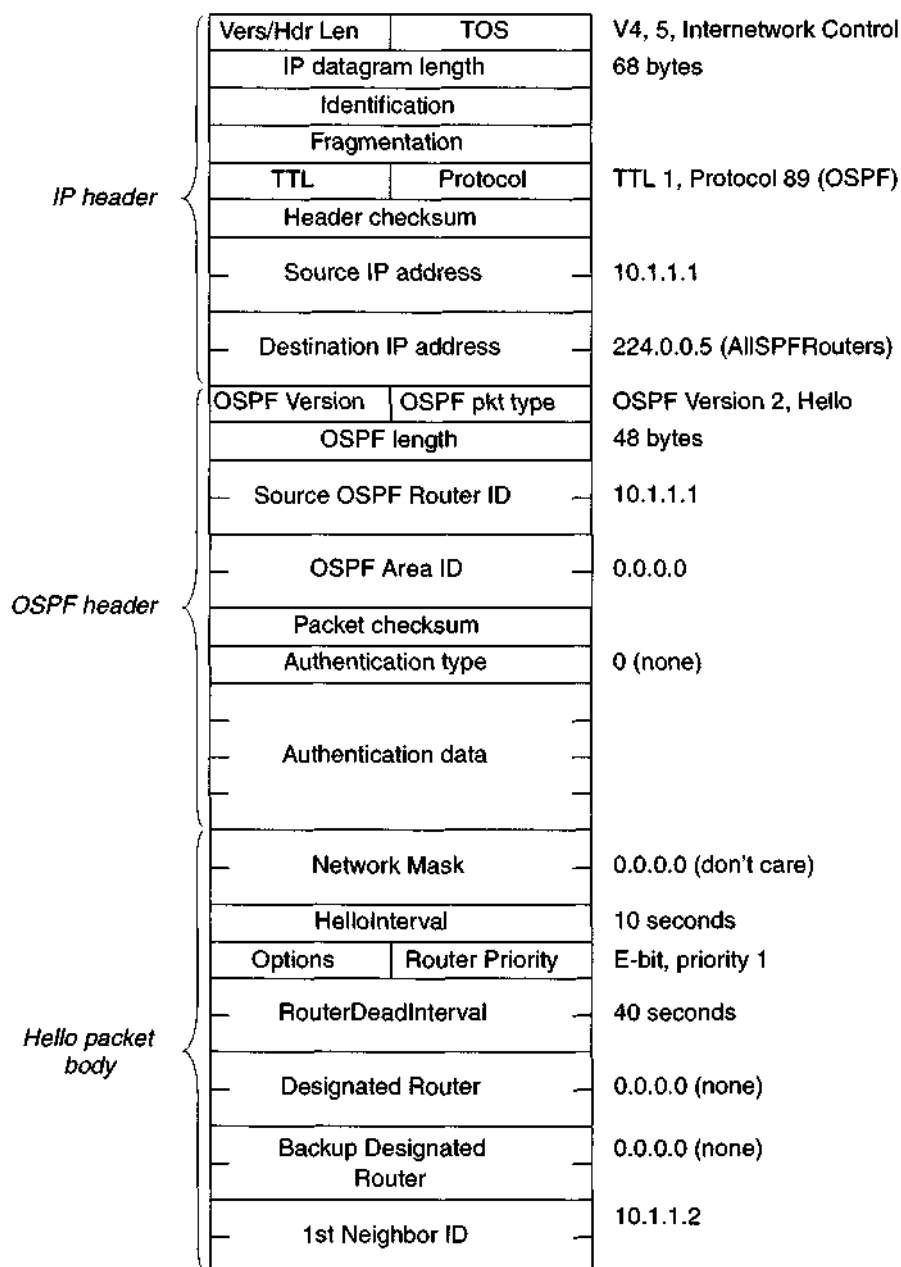 Vers/Hdr Len TOS V4, 5, Internetwork Control
IP datagram length 68 bytes
Identification
Fragmentation
TTL Protocol TTL 1, Protocol 89 (OSPF)
IP header
Header checksum
Source IP address 10.1.1.1
Destination IP address 224.0.0.5 (AllSPFRouters)
OSPF Version OSPF pkt type OSPF Version 2, Hello
OSPF length 48 bytes
Source OSPF Router ID 10.1.1.1
OSPF Area ID 0.0.0.0
OSPF header
Packet checksum
Authentication type 0 (none)
Authentication data
Network Mask 0.0.0.0 (don't care)
HelloInterval 10 seconds
Options Router Priority E-bit, priority 1
RouterDeadInterval 40 seconds
Hello packet
body
Designated Router 0.0.0.0 (none)
Backup Designated 0.0.0.0 (none)
Router
1st Neighbor ID 10.1.1.2